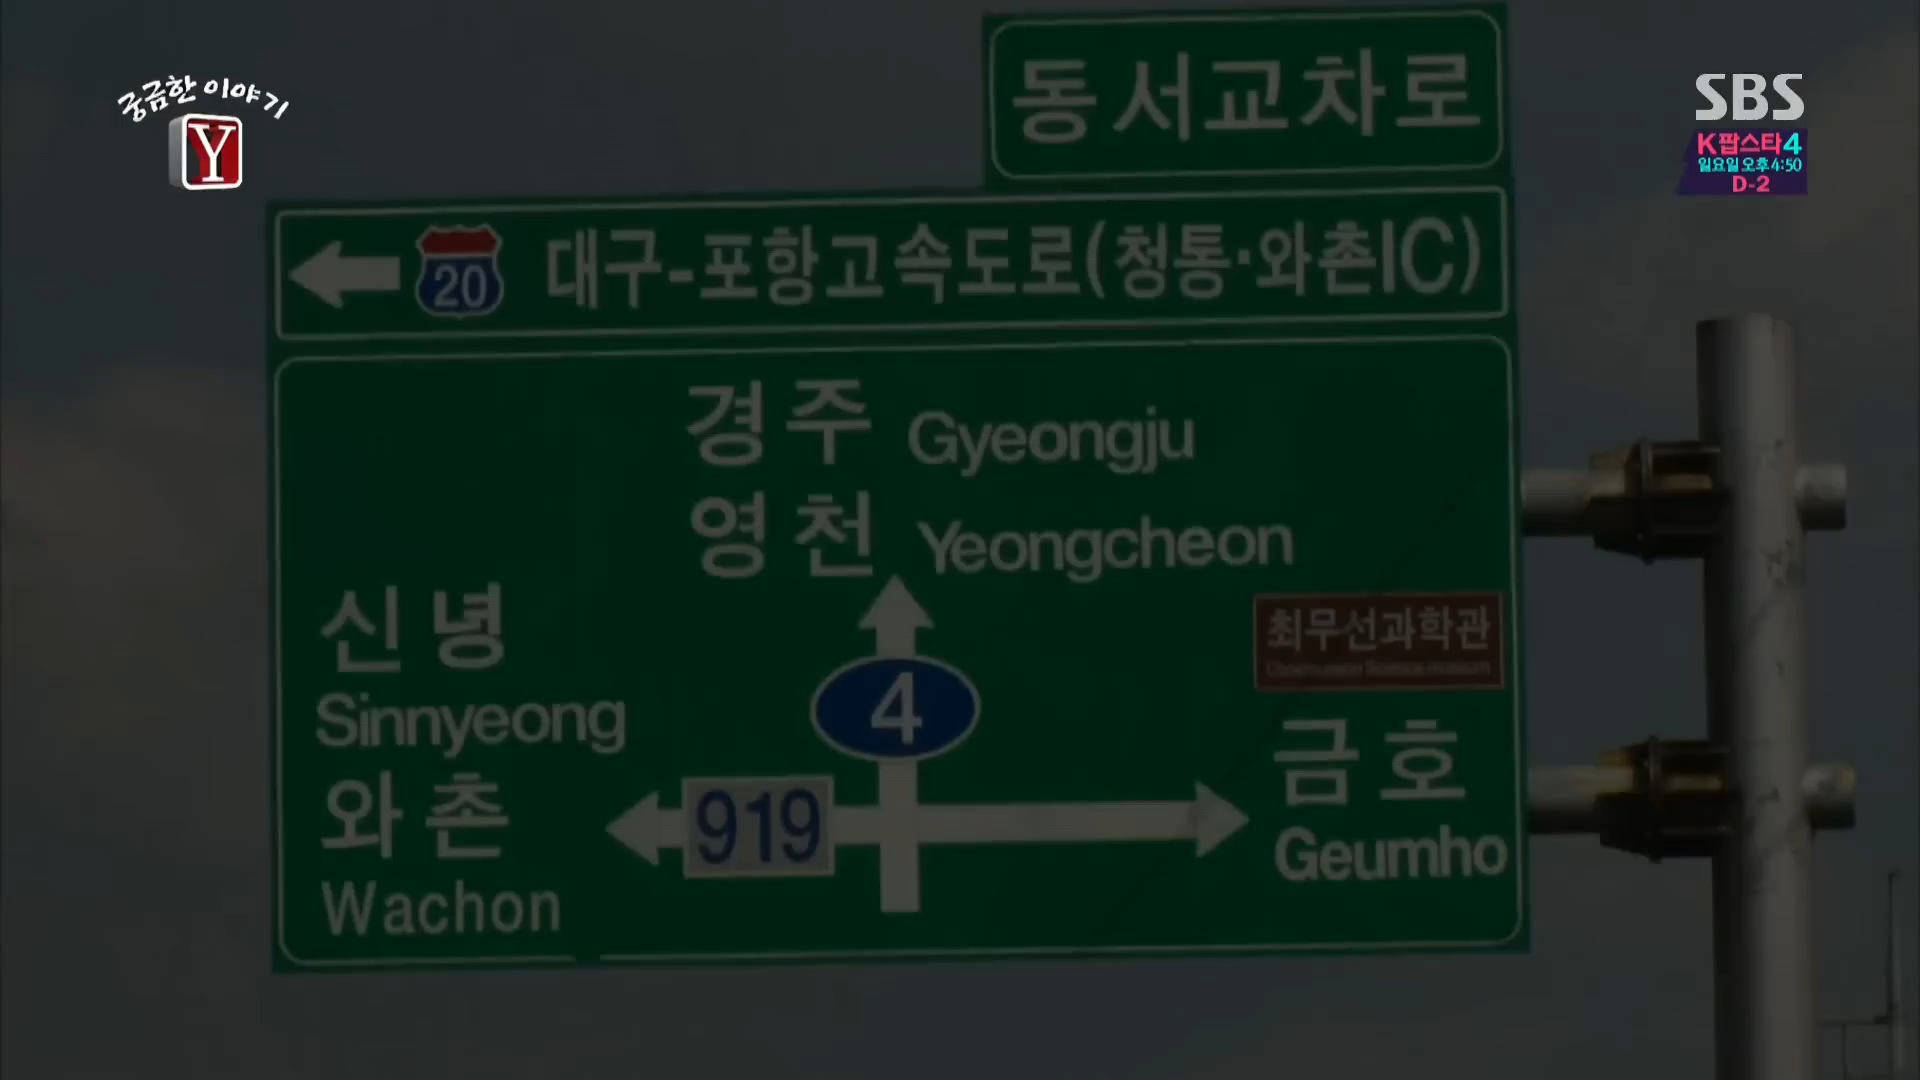 궁금한 이야기
Y
SBS
K팝스타4
일요일 오후 4:50
D-2
동서교차로
20 대구-포항고속도로(청통·와촌IC)
경주 Gyeongju
영천 Yeongcheon
신녕
Sinnyeong
와촌
Wachon
4
919
최무선과학관
금호
Geumho